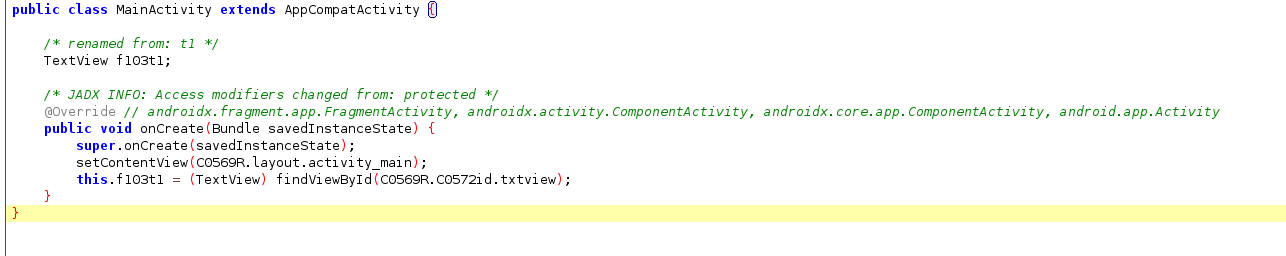 public class MainActivity extends AppCompatActivity {
/* renamed from: t1 */
TextView f103t1;
/* JADX INFO: Access modifiers changed from: protected */
@Override // androidx.fragment.app.FragmentActivity, androidx.activity.ComponentActivity, androidx.core.app.ComponentActivity, android.app.Activity
public void onCreate(Bundle savedInstanceState) {
super.onCreate(savedInstanceState);
setContentView(C0569R.layout.activity_main);
this.f103t1 = (TextView) findViewById(C0569R.C0572id.txtview);
}
}